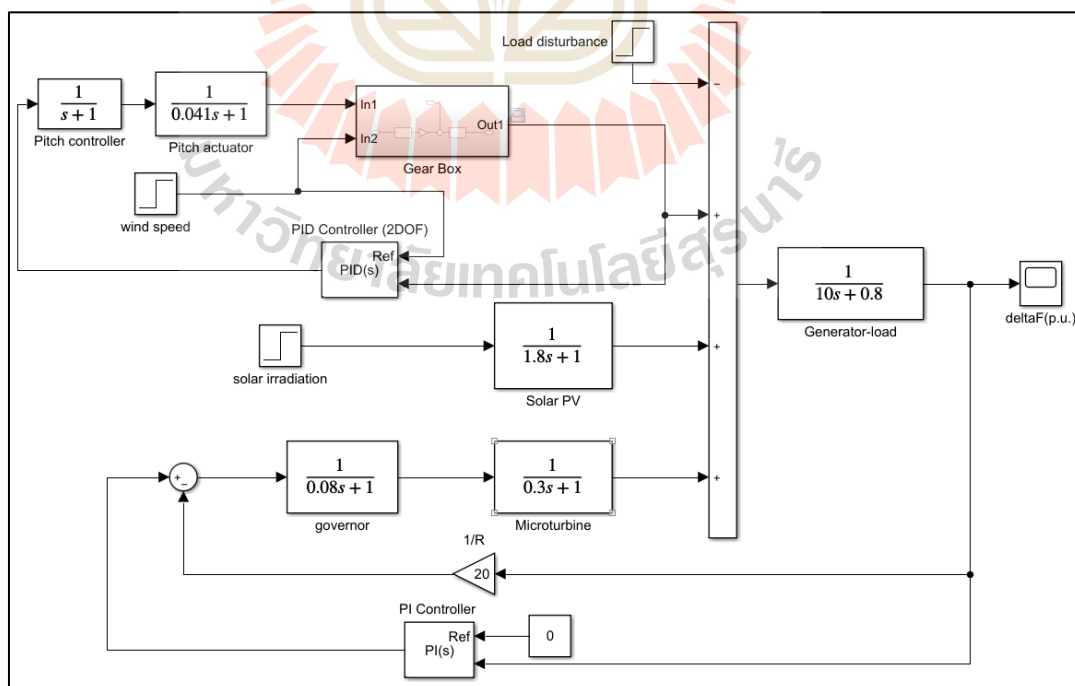 Load disturbance
−
1
s + 1
Pitch controller
1
0.041s + 1
Pitch actuator
In1
In2
Out1
Gear Box
wind speed
PID Controller (2DOF)
Ref
PID(s)
+
มหาวิทยาลัยเทคโนโลยีสุรนารี
1
10s + 0.8
Generator-load
deltaF(p.u.)
solar irradiation
1
1.8s + 1
Solar PV
+
+
−
1
0.08s + 1
governor
1
0.3s + 1
Microturbine
+
1/R
20
PI Controller
Ref
PI(s)
0